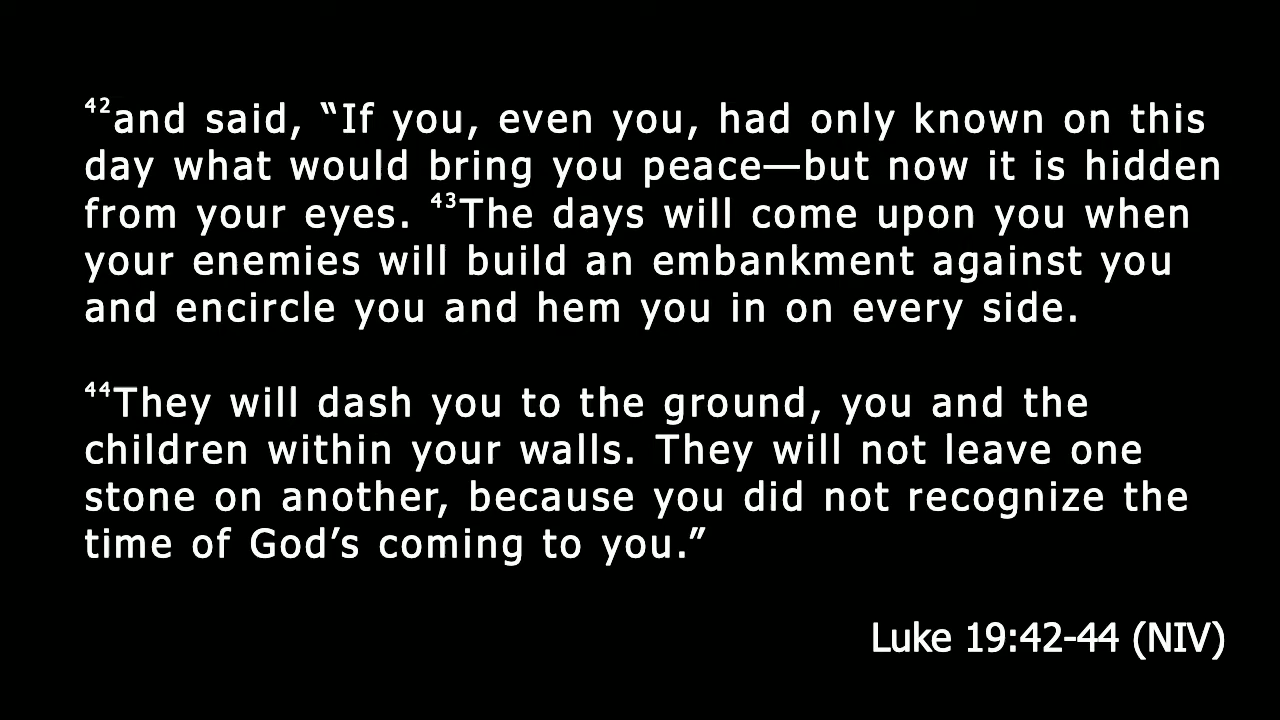 ⁴²and said, “If you, even you, had only known on this
day what would bring you peace—but now it is hidden
from your eyes. ⁴³The days will come upon you when
your enemies will build an embankment against you
and encircle you and hem you in on every side.
⁴⁴They will dash you to the ground, you and the
children within your walls. They will not leave one
stone on another, because you did not recognize the
time of God’s coming to you.”
Luke 19:42-44 (NIV)